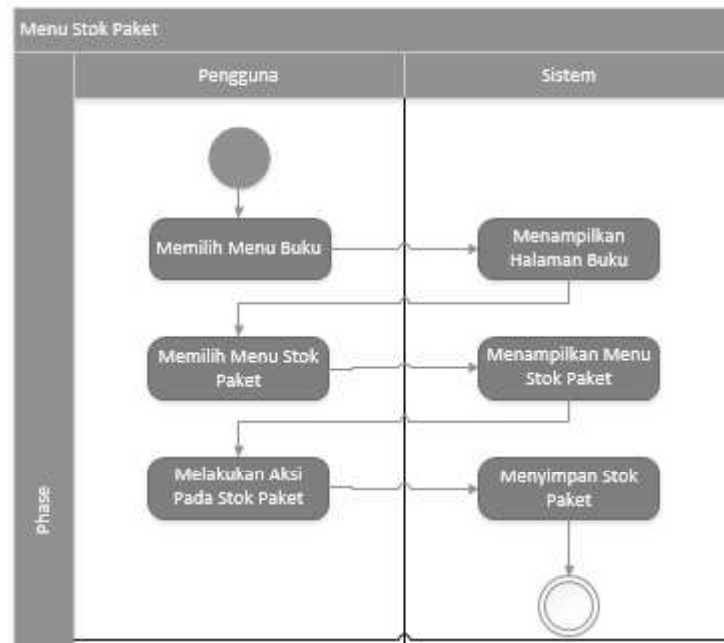 Menu Stok Paket
Pengguna
Sistem
Memilih Menu Buku
Menampilkan
Halaman Buku
Memilih Menu Stok
Paket
Menampilkan Menu
Stok Paket
Melakukan Aksi
Pada Stok Paket
Menyimpan Stok
Paket
Phase